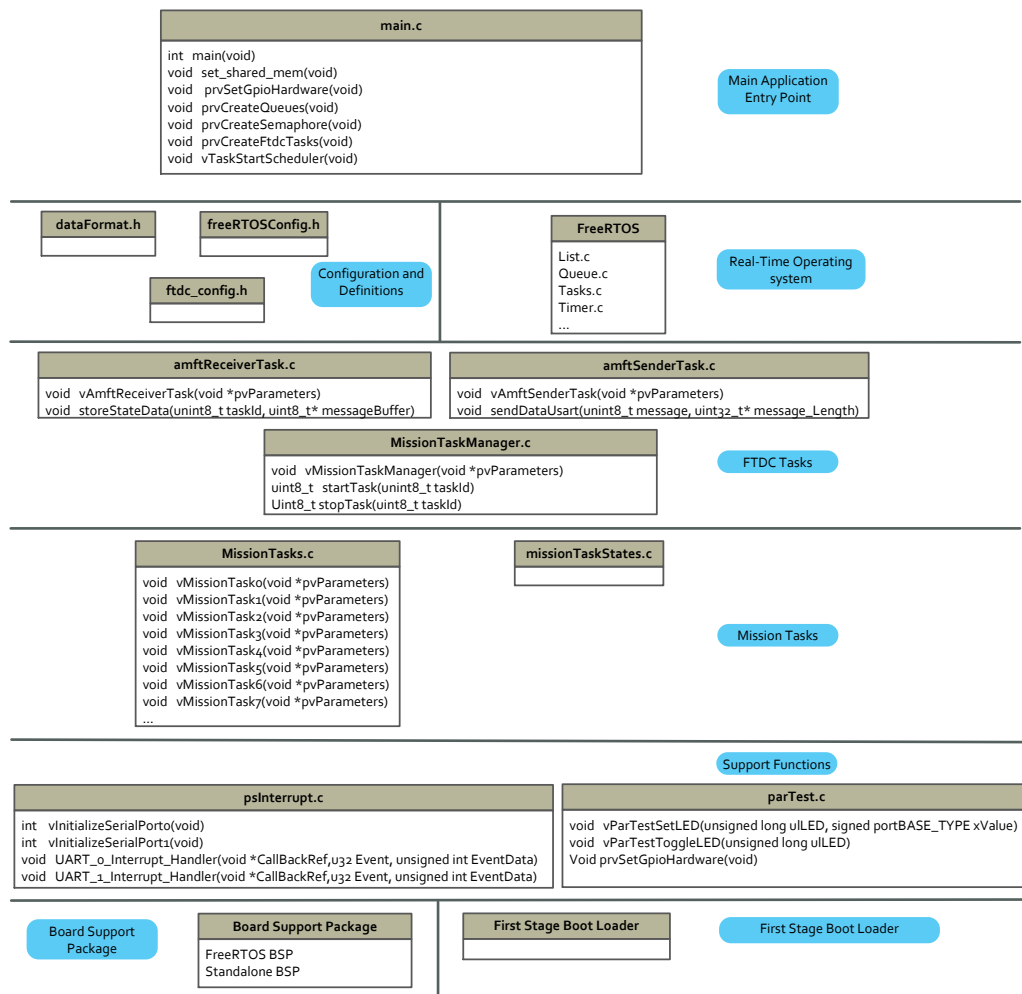 main.c
int main(void)
void set_shared_mem(void)
void prvSetGpioHardware(void)
void prvCreateQueues(void)
void prvCreateSemaphore(void)
void prvCreateFtdcTasks(void)
void vTaskStartScheduler(void)
Main Application
Entry Point
dataFormat.h
freeRTOSConfig.h
ftdc_config.h
Configuration and
Definitions
FreeRTOS
List.c
Queue.c
Tasks.c
Timer.c
...
Real-Time Operating
system
amftReceiverTask.c
void vAmftReceiverTask(void *pvParameters)
void storeStateData(unint8_t taskId, uint8_t* messageBuffer)
amftSenderTask.c
void vAmftSenderTask(void *pvParameters)
void sendDataUsart(unint8_t message, uint32_t* message_Length)
MissionTaskManager.c
void vMissionTaskManager(void *pvParameters)
uint8_t startTask(unint8_t taskId)
Uint8_t stopTask(uint8_t taskId)
FTDC Tasks
MissionTasks.c
void vMissionTask0(void *pvParameters)
void vMissionTask1(void *pvParameters)
void vMissionTask2(void *pvParameters)
void vMissionTask3(void *pvParameters)
void vMissionTask4(void *pvParameters)
void vMissionTask5(void *pvParameters)
void vMissionTask6(void *pvParameters)
void vMissionTask7(void *pvParameters)
...
missionTaskStates.c
Mission Tasks
Support Functions
psInterrupt.c
int vInitializeSerialPort0(void)
int vInitializeSerialPort1(void)
void UART_0_Interrupt_Handler(void *CallBackRef,u32 Event, unsigned int EventData)
void UART_1_Interrupt_Handler(void *CallBackRef,u32 Event, unsigned int EventData)
parTest.c
void vParTestSetLED(unsigned long ulLED, signed portBASE_TYPE xValue)
void vParTestToggleLED(unsigned long ulLED)
Void prvSetGpioHardware(void)
Board Support
Package
Board Support Package
FreeRTOS BSP
Standalone BSP
First Stage Boot Loader
First Stage Boot Loader